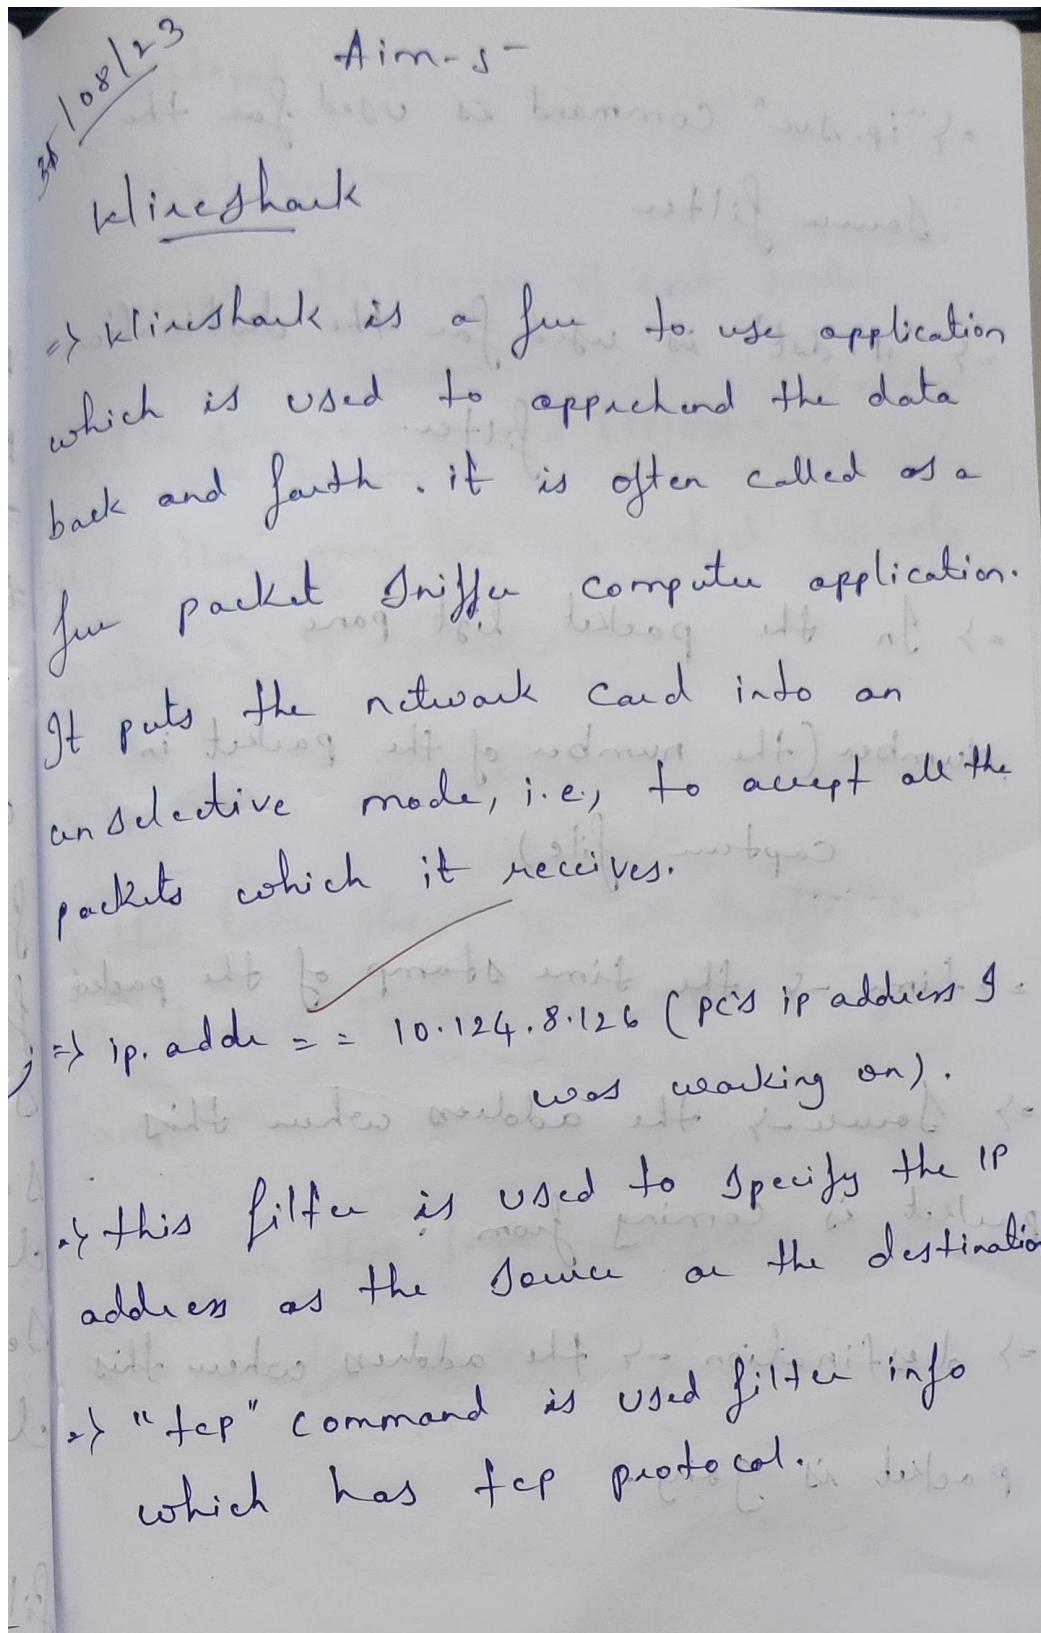 31/08/23
Aim-5-
Wireshark
=> Wireshark is a free to use application
which is used to apprehend the data
back and forth. it is often called as a
free packet sniffer computer application.
It puts the network card into an
unselective mode, i.e., to accept all the
packets which it receives.
=> ip. addr == 10.124.8.126 (pc's ip address I
was working on).
=> this filter is used to specify the IP
address as the source or the destination
=> "tcp" command is used filter info
which has tcp protocol.